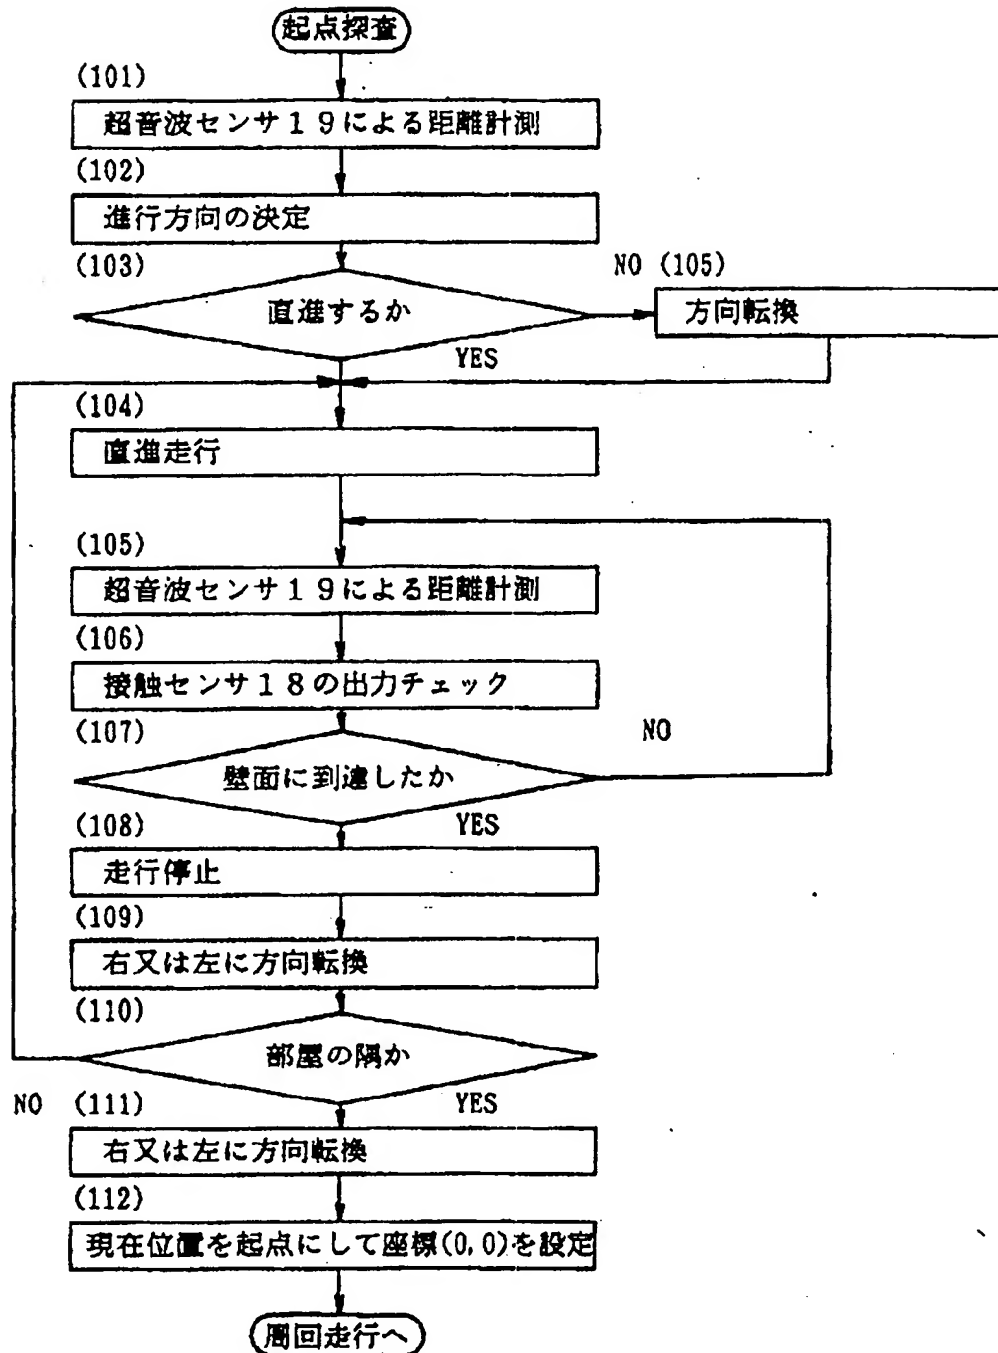 起点探査
(101)
超音波センサ19による距離計測
(102)
進行方向の決定
(103)
NO (105)
直進するか
方向転換
YES
(104)
直進走行
(105)
超音波センサ19による距離計測
(106)
接触センサ18の出力チェック
(107)
NO
壁面に到達したか
(108)
YES
走行停止
(109)
右又は左に方向転換
(110)
部屋の隅か
NO (111)
YES
右又は左に方向転換
(112)
現在位置を起点にして座標(0,0)を設定
周回走行へ